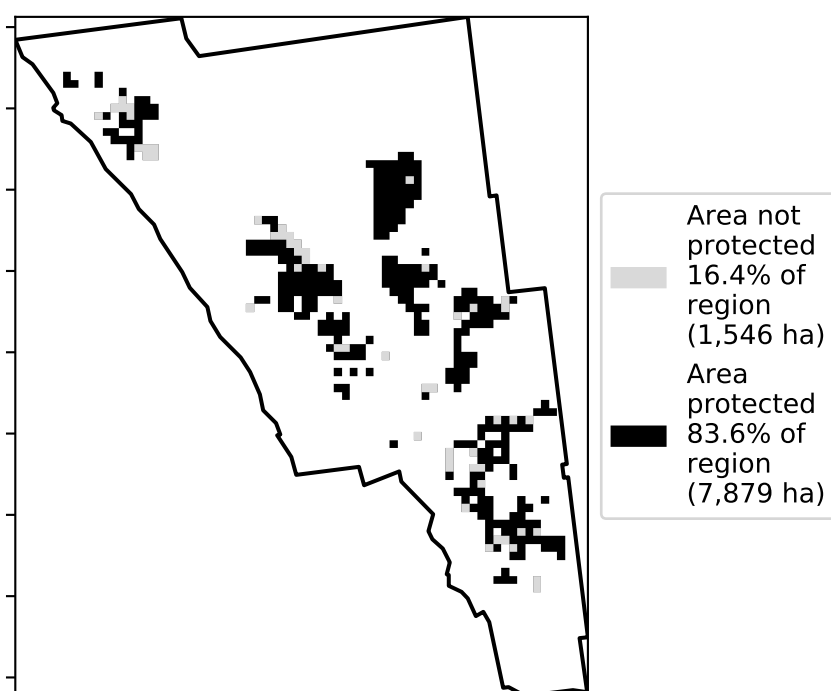 Area not
protected
16.4% of
region
(1,546 ha)
Area
protected
83.6% of
region
(7,879 ha)